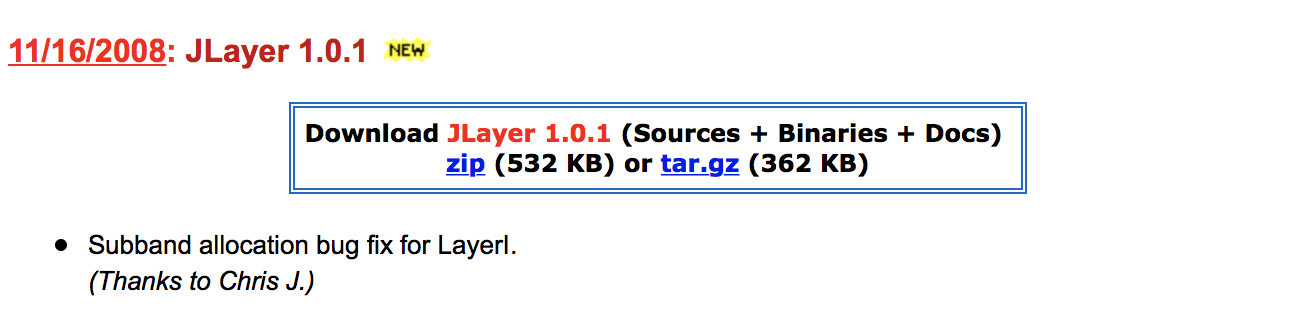 11/16/2008: JLayer 1.0.1 NEW
Download JLayer 1.0.1 (Sources + Binaries + Docs)
zip (532 KB) or tar.gz (362 KB)
• Subband allocation bug fix for LayerI.
(Thanks to Chris J.)